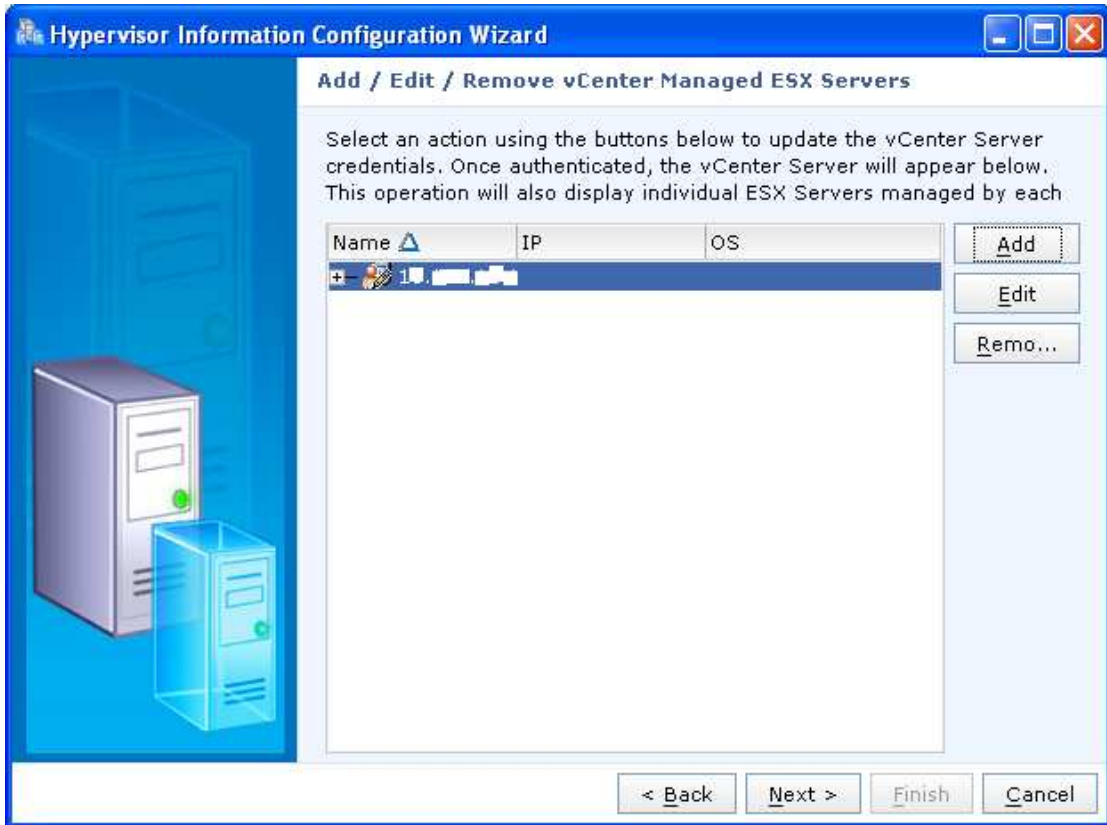 Hypervisor Information Configuration Wizard
Add / Edit / Remove vCenter Managed ESX Servers
Select an action using the buttons below to update the vCenter Server
credentials. Once authenticated, the vCenter Server will appear below.
This operation will also display individual ESX Servers managed by each
Name IP OS
Add
Edit
Remo...
< Back Next > Finish Cancel